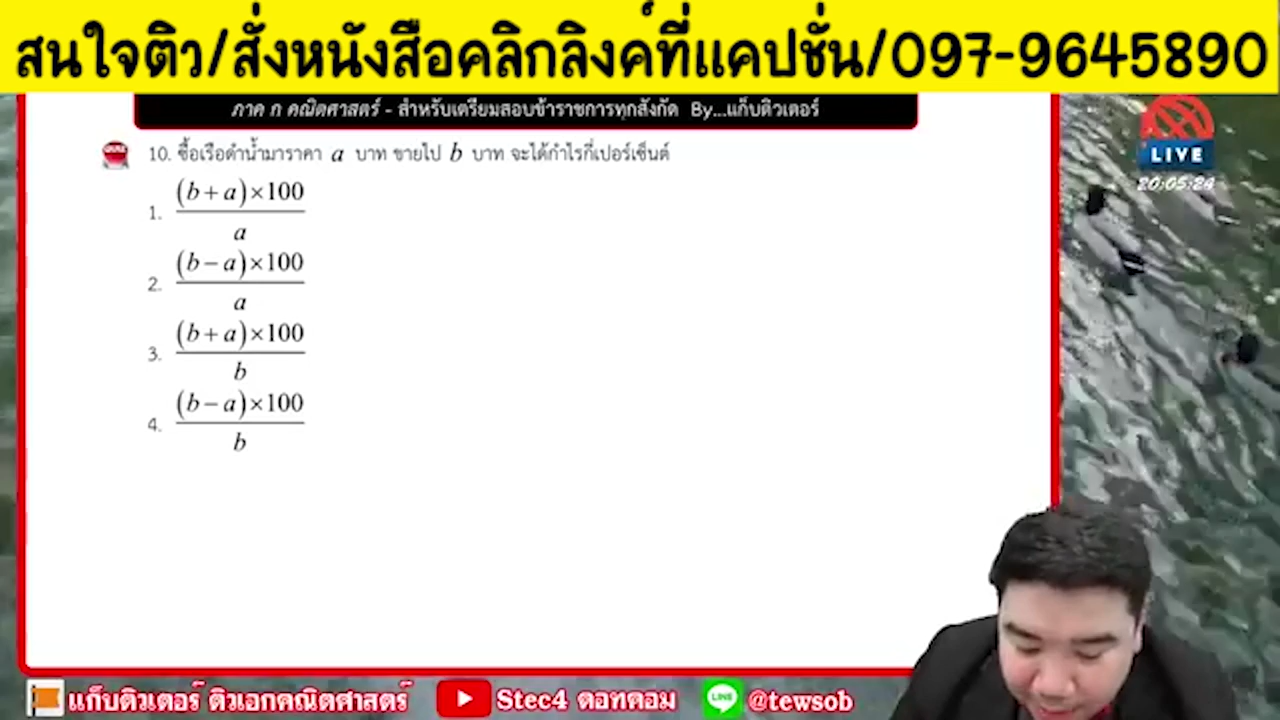 สนใจติว/สั่งหนังสือคลิกลิงค์ที่แคปชั่น/097-9645890
ภาค ก คณิตศาสตร์ - สำหรับเตรียมสอบข้าราชการทุกสังกัด By...แก็บติวเตอร์
LIVE
20:05:24
10. ซื้อเรือดำน้ำมาราคา a บาท ขายไป b บาท จะได้กำไรกี่เปอร์เซ็นต์
1. (b+a)×100
a
2. (b−a)×100
a
3. (b+a)×100
b
4. (b−a)×100
b
แก็บติวเตอร์ ติวเอกคณิตศาสตร์ Stec4 ดอทคอม LINE @tewsob